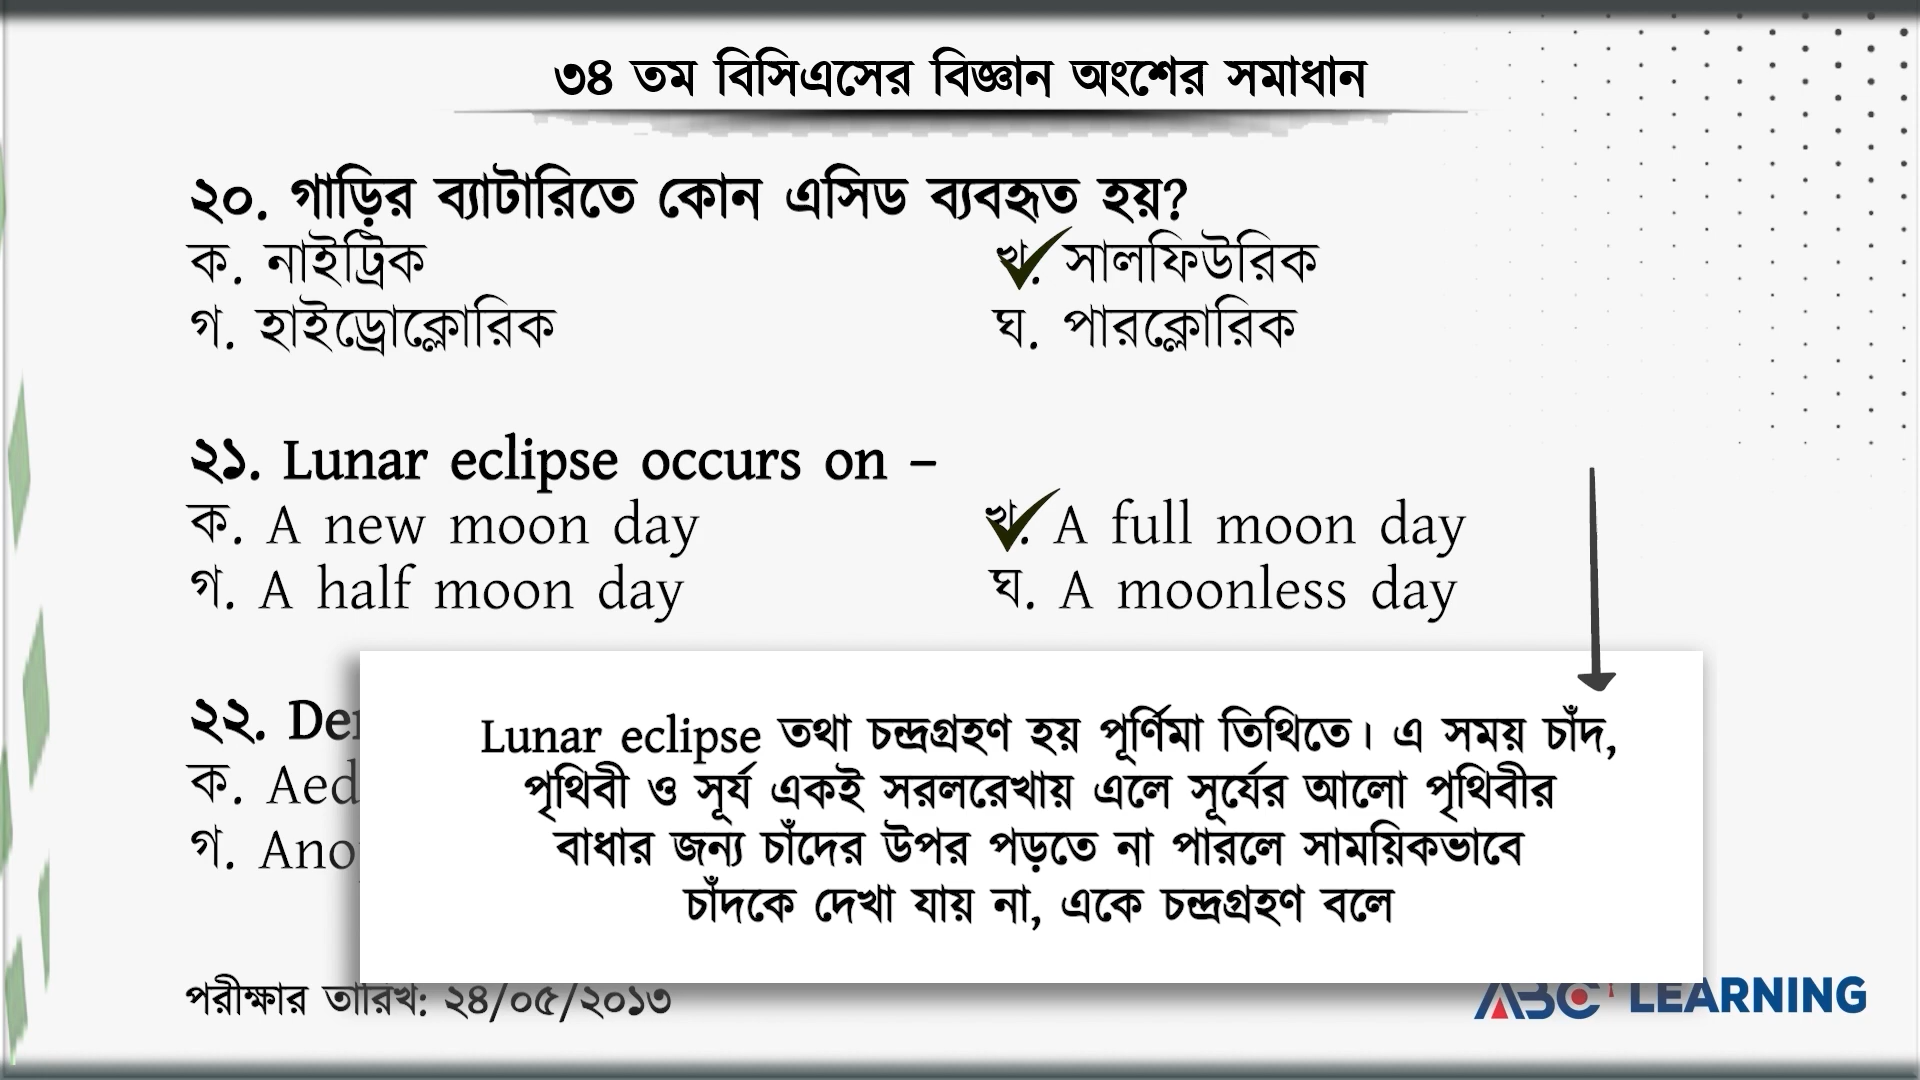 ৩৪ তম বিসিএসের বিজ্ঞান অংশের সমাধান
২০. গাড়ির ব্যাটারিতে কোন এসিড ব্যবহৃত হয়?
ক. নাইট্রিক খ. সালফিউরিক
গ. হাইড্রোক্লোরিক ঘ. পারক্লোরিক
২১. Lunar eclipse occurs on –
ক. A new moon day খ. A full moon day
গ. A half moon day ঘ. A moonless day
২২.
ক.
গ.
Lunar eclipse তথা চন্দ্রগ্রহণ হয় পূর্ণিমা তিথিতে। এ সময় চাঁদ,
পৃথিবী ও সূর্য একই সরলরেখায় এলে সূর্যের আলো পৃথিবীর
বাধার জন্য চাঁদের উপর পড়তে না পারলে সাময়িকভাবে
চাঁদকে দেখা যায় না, একে চন্দ্রগ্রহণ বলে
পরীক্ষার তারিখ: ২৪/০৫/২০১৩
ABC LEARNING